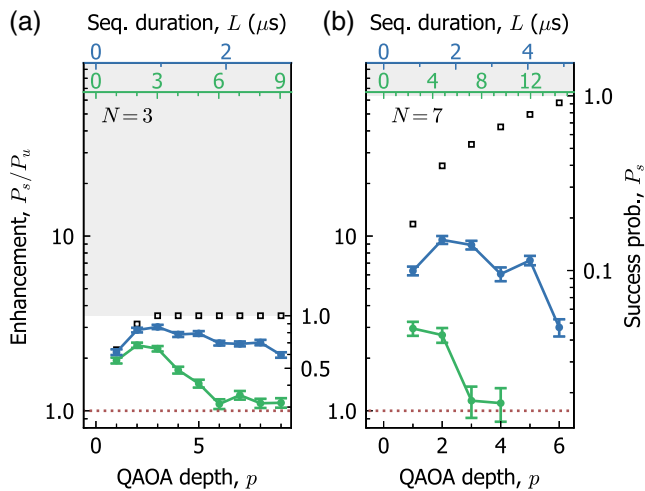 (a)
Seq. duration, L (μs)
0 2
0 3 6 9
N = 3
Enhancement, P_s/P_u
10
1.0
1.0
0.5
0 5
QAOA depth, p
(b)
Seq. duration, L (μs)
0 2 4
0 4 8 12
N = 7
10
1.0
1.0
0.1
Success prob., P_s
0 2 4 6
QAOA depth, p